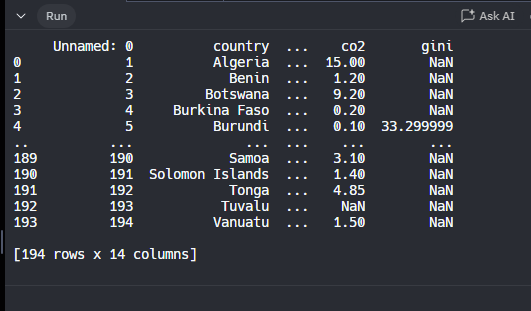 Run
Ask AI
Unnamed: 0 country ... co2 gini
0 1 Algeria ... 15.00 NaN
1 2 Benin ... 1.20 NaN
2 3 Botswana ... 9.20 NaN
3 4 Burkina Faso ... 0.20 NaN
4 5 Burundi ... 0.10 33.299999
.. ... ... ... ... ...
189 190 Samoa ... 3.10 NaN
190 191 Solomon Islands ... 1.40 NaN
191 192 Tonga ... 4.85 NaN
192 193 Tuvalu ... NaN NaN
193 194 Vanuatu ... 1.50 NaN
[194 rows x 14 columns]